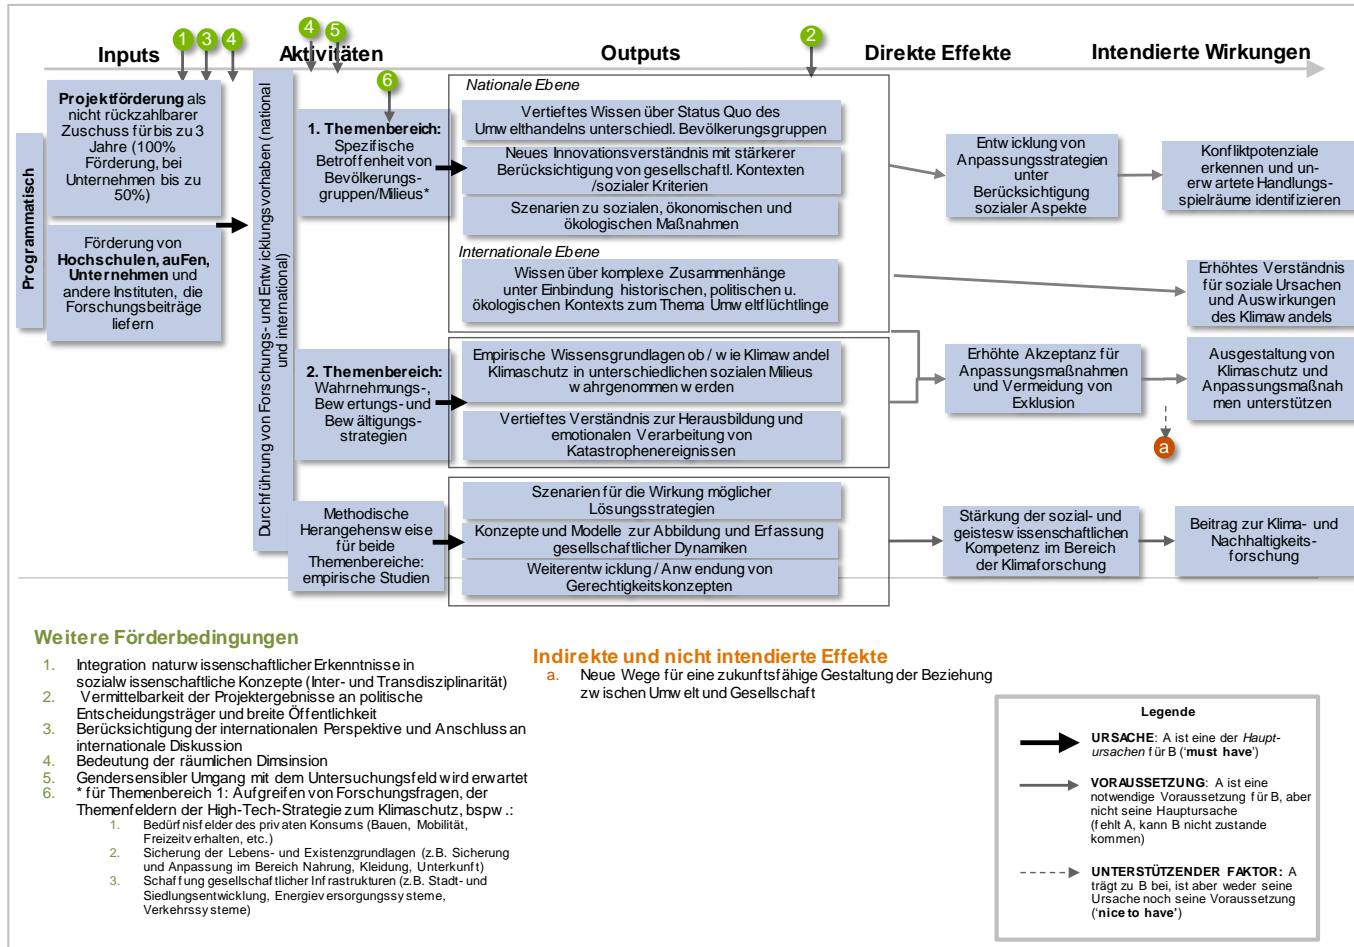 1
3
4
4
5
2
Inputs
Aktivitäten
Outputs
Direkte Effekte
Intendierte Wirkungen
Programmatisch
Projektförderung als
nicht rückzahlbarer
Zuschuss für bis zu 3
Jahre (100%
Förderung, bei
Unternehmen bis zu
50%)
Förderung von
Hochschulen, auFen,
Unternehmen und
andere Instituten, die
Forschungsbeiträge
liefern
Durchführung von Forschungs- und Entwicklungsvorhaben (national
und international)
6
1. Themenbereich:
Spezifische
Betroffenheit von
Bevölkerungs-
gruppen/Milieus*
2. Themenbereich:
Wahrnehmungs-,
Bewertungs- und
Bewältigungs-
strategien
Methodische
Herangehensweise
für beide
Themenbereiche:
empirische Studien
Nationale Ebene
Vertieftes Wissen über Status Quo des
Umwelthandelns unterschiedl. Bevölkerungsgruppen
Neues Innovationsverständnis mit stärkerer
Berücksichtigung von gesellschaftl. Kontexten
/sozialer Kriterien
Szenarien zu sozialen, ökonomischen und
ökologischen Maßnahmen
Internationale Ebene
Wissen über komplexe Zusammenhänge
unter Einbindung historischen, politischen u.
ökologischen Kontexts zum Thema Umweltflüchtlinge
Empirische Wissensgrundlagen ob / wie Klimawandel
Klimaschutz in unterschiedlichen sozialen Milieus
wahrgenommen werden
Vertieftes Verständnis zur Herausbildung und
emotionalen Verarbeitung von
Katastrophenereignissen
Szenarien für die Wirkung möglicher
Lösungsstrategien
Konzepte und Modelle zur Abbildung und Erfassung
gesellschaftlicher Dynamiken
Weiterentwicklung / Anwendung von
Gerechtigkeitskonzepten
Entwicklung von
Anpassungsstrategien
unter
Berücksichtigung
sozialer Aspekte
Erhöhte Akzeptanz für
Anpassungsmaßnahmen
und Vermeidung von
Exklusion
Stärkung der sozial- und
geisteswissenschaftlichen
Kompetenz im Bereich
der Klimaforschung
Konfliktpotenziale
erkennen und un-
erwartete Handlungs-
spielräume identifizieren
Erhöhtes Verständnis
für soziale Ursachen
und Auswirkungen
des Klimawandels
Ausgestaltung von
Klimaschutz und
Anpassungsmaßnah
men unterstützen
a
Beitrag zur Klima- und
Nachhaltigkeits-
forschung
Weitere Förderbedingungen
1. Integration naturwissenschaftlicher Erkenntnisse in
sozialwissenschaftliche Konzepte (Inter- und Transdisziplinarität)
2. Vermittelbarkeit der Projektergebnisse an politische
Entscheidungsträger und breite Öffentlichkeit
3. Berücksichtigung der internationalen Perspektive und Anschluss an
internationale Diskussion
4. Bedeutung der räumlichen Dimsinsion
5. Gendersensibler Umgang mit dem Untersuchungsfeld wird erwartet
6. * für Themenbereich 1: Aufgreifen von Forschungsfragen, der
Themenfeldern der High-Tech-Strategie zum Klimaschutz, bspw.:
1. Bedürfnisfelder des privaten Konsums (Bauen, Mobilität,
Freizeitverhalten, etc.)
2. Sicherung der Lebens- und Existenzgrundlagen (z.B. Sicherung
und Anpassung im Bereich Nahrung, Kleidung, Unterkunft)
3. Schaffung gesellschaftlicher Infrastrukturen (z.B. Stadt- und
Siedlungsentwicklung, Energieversorgungssysteme,
Verkehrssysteme)
Indirekte und nicht intendierte Effekte
a. Neue Wege für eine zukunftsfähige Gestaltung der Beziehung
zwischen Umwelt und Gesellschaft
Legende
URSACHE: A ist eine der Haupt-
ursachen für B ('must have')
VORAUSSETZUNG: A ist eine
notwendige Voraussetzung für B, aber
nicht seine Hauptursache
(fehlt A, kann B nicht zustande
kommen)
UNTERSTÜTZENDER FAKTOR: A
trägt zu B bei, ist aber weder seine
Ursache noch seine Voraussetzung
('nice to have')